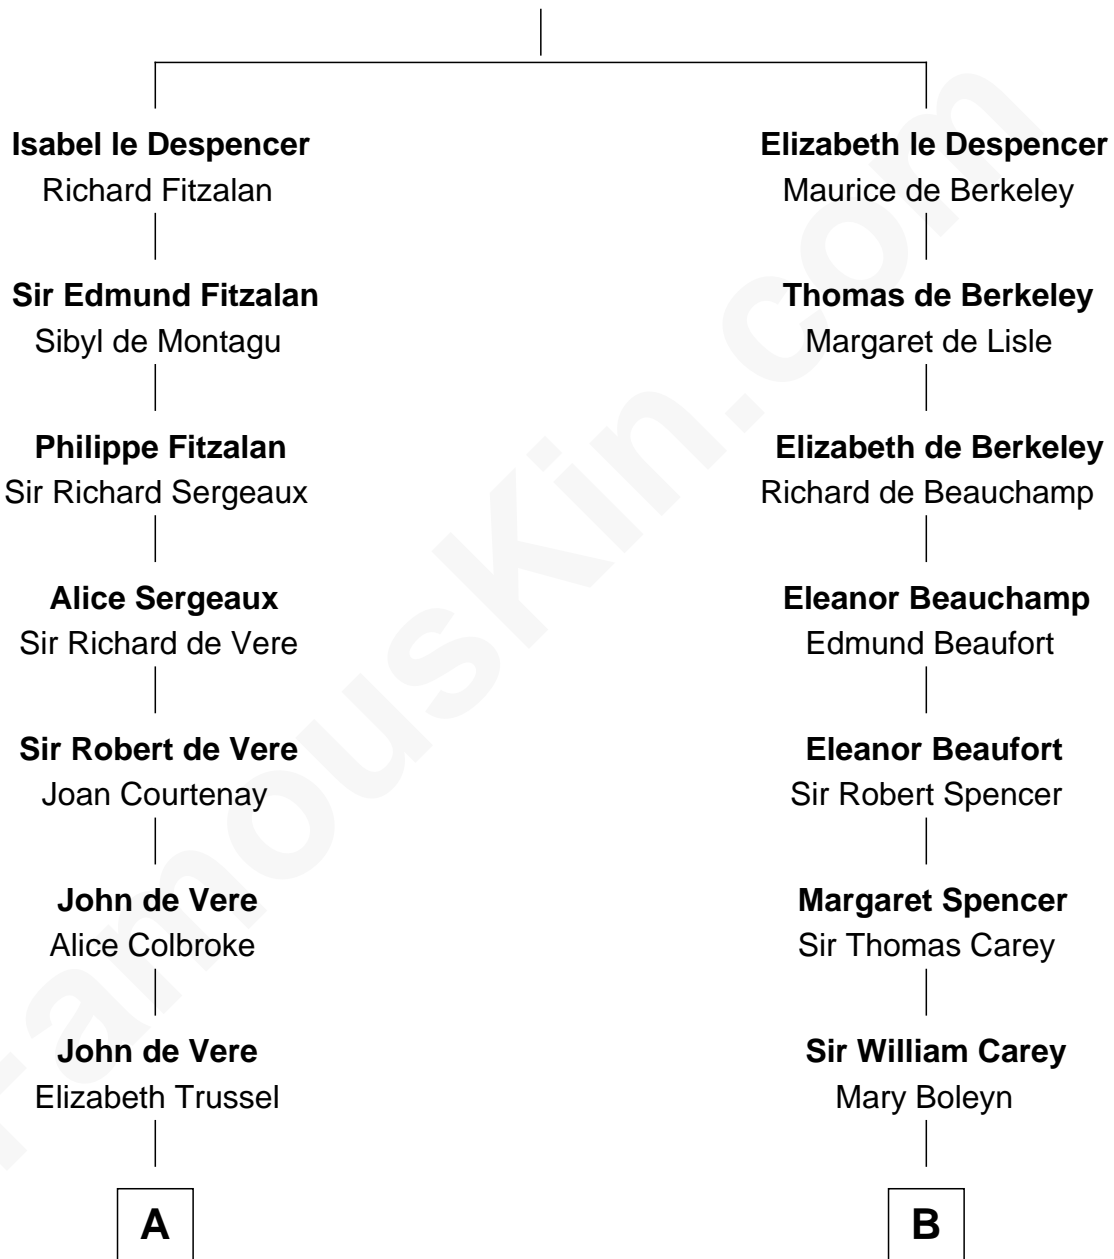 Isabel le Despencer
Richard Fitzalan
Sir Edmund Fitzalan
Sibyl de Montagu
Philippe Fitzalan
Sir Richard Sergeaux
Alice Sergeaux
Sir Richard de Vere
Sir Robert de Vere
Joan Courtenay
John de Vere
Alice Colbroke
John de Vere
Elizabeth Trussel
A
Elizabeth le Despencer
Maurice de Berkeley
Thomas de Berkeley
Margaret de Lisle
Elizabeth de Berkeley
Richard de Beauchamp
Eleanor Beauchamp
Edmund Beaufort
Eleanor Beaufort
Sir Robert Spencer
Margaret Spencer
Sir Thomas Carey
Sir William Carey
Mary Boleyn
B
FamousKin.com